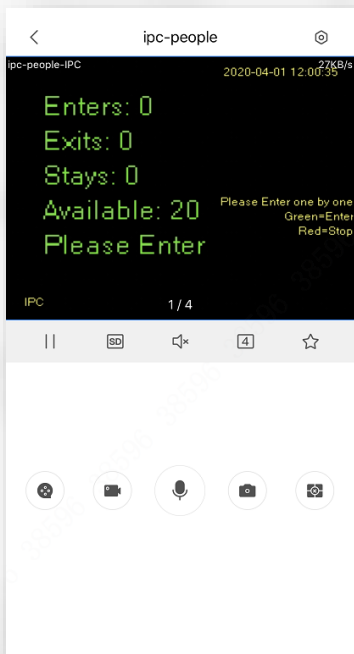 ipc-people
ipc-people-IPC
27KB/s
2020-04-01 12:00:35
Enters: 0
Exits: 0
Stays: 0
Available: 20
Please Enter one by one
Green=Enter
Red=Stop
Please Enter
IPC
1 / 4
SD
4